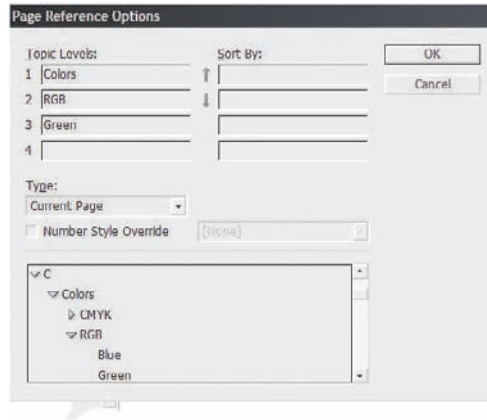 Page Reference Options
Topic Levels: Sort By:
1 Colors
2 RGB
3 Green
4
OK
Cancel
Type:
Current Page
Number Style Override [None]
C
Colors
CMYK
RGB
Blue
Green